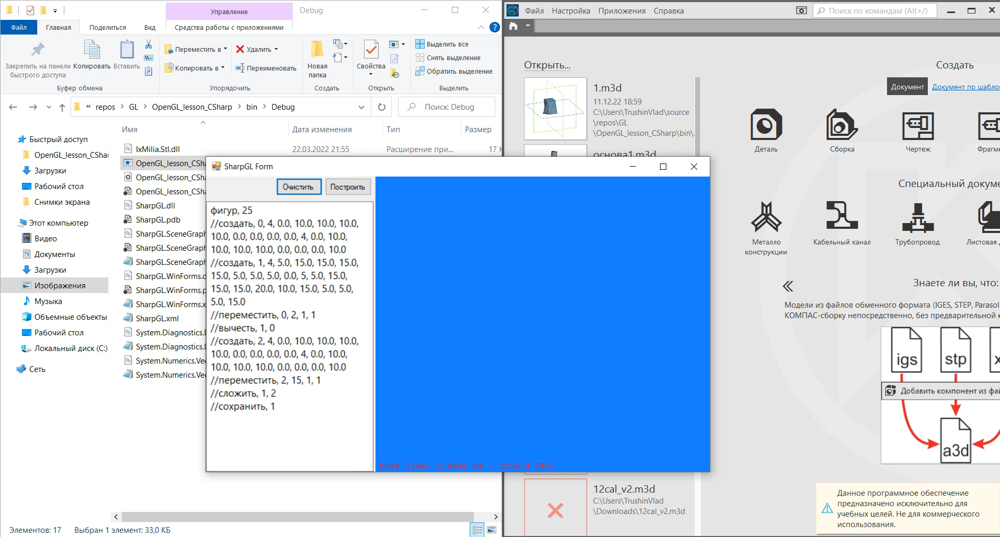 Управление
Debug
Файл
Главная
Поделиться
Вид
Средства работы с приложениями
Закрепить на панели быстрого доступа
Копировать
Вставить
Буфер обмена
Переместить в
Копировать в
Удалить
Переименовать
Упорядочить
Новая папка
Создать
Свойства
Открыть
Выделить все
Снять выделение
Обратить выделение
Выделить
« repos > GL > OpenGL_lesson_CSharp > bin > Debug
Поиск: Debug
Имя
Дата изменения
Тип
Размер
Быстрый доступ
OpenGL_lesson_CShar
Загрузки
Рабочий стол
Снимки экрана
Этот компьютер
Видео
Документы
Загрузки
Изображения
Музыка
Объемные объекты
Рабочий стол
Локальный диск (C:)
Сеть
IxMilia.Stl.dll
22.03.2022 21:55
Расширение при...
17 К
OpenGL_lesson_CSha
OpenGL_lesson_CSha
OpenGL_lesson_CSha
SharpGL.dll
SharpGL.pdb
SharpGL.SceneGraph
SharpGL.SceneGraph
SharpGL.SceneGraph
SharpGL.WinForms.d
SharpGL.WinForms.p
SharpGL.WinForms.x
SharpGL.xml
System.Diagnostics.D
System.Diagnostics.D
System.Numerics.Vec
System.Numerics.Vec
Элементов: 17
Выбран 1 элемент: 33,0 КБ
SharpGL Form
Очистить
Построить
фигур, 25
//создать, 0, 4, 0.0, 10.0, 10.0, 10.0,
10.0, 0.0, 0.0, 0.0, 0.0, 4, 0.0, 10.0,
10.0, 10.0, 10.0, 0.0, 0.0, 0.0, 10.0
//создать, 1, 4, 5.0, 15.0, 15.0, 15.0,
15.0, 5.0, 5.0, 5.0, 0.0, 5, 5.0, 15.0,
15.0, 15.0, 20.0, 10.0, 15.0, 5.0, 5.0,
5.0, 15.0
//переместить, 0, 2, 1, 1
//вычесть, 1, 0
//создать, 2, 4, 0.0, 10.0, 10.0, 10.0,
10.0, 0.0, 0.0, 0.0, 0.0, 4, 0.0, 10.0,
10.0, 10.0, 10.0, 0.0, 0.0, 0.0, 10.0
//переместить, 2, 15, 1, 1
//сложить, 1, 2
//сохранить, 1
Draw Time: 0,9448 ms ~ 1058,4 FPS
Файл
Настройка
Приложения
Справка
Поиск по командам (Alt+/)
Открыть...
1.m3d
11.12.22 18:59
C:\Users\TrushinVlad\source
\repos\GL
\OpenGL_lesson_CSharp\bin\...
основа1.m3d
12cal_v2.m3d
C:\Users\TrushinVlad
\Downloads\12cal_v2.m3d
Создать
Документ
Документ по шабло
Деталь
Сборка
Чертеж
Фрагме
Специальный докуме
Металло
конструкции
Кабельный канал
Трубопровод
Листовая д
Знаете ли вы, что:
Модели из файлов обменного формата (IGES, STEP, Parasol
КОМПАС-сборку непосредственно, без предварительной к
igs
stp
x
Добавить компонент из фай
a3d
Данное программное обеспечение
предназначено исключительно для
учебных целей. Не для коммерческого
использования.